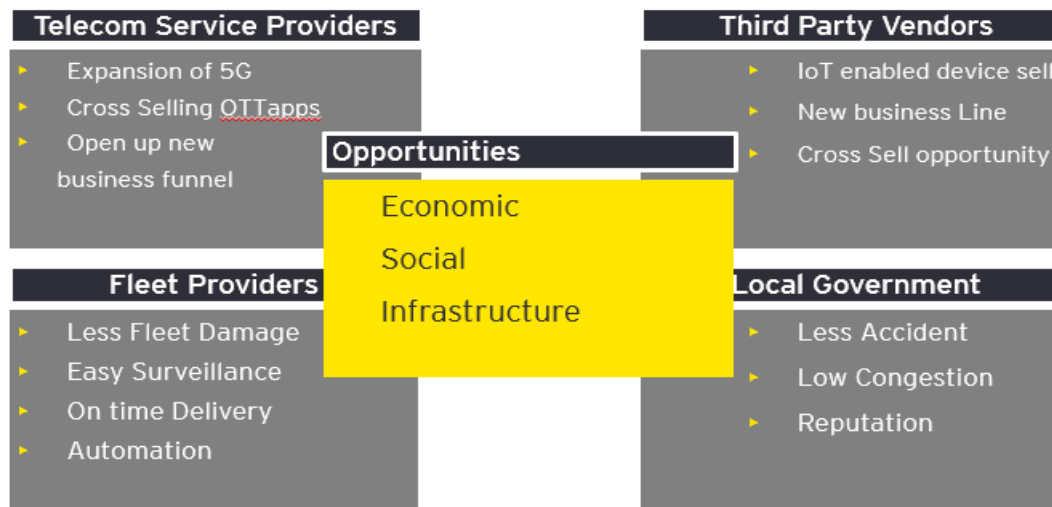 Telecom Service Providers
Expansion of 5G
Cross Selling OTTapps
Open up new
business funnel
Third Party Vendors
IoT enabled device sell
New business Line
Cross Sell opportunity
Opportunities
Economic
Social
Infrastructure
Fleet Providers
Less Fleet Damage
Easy Surveillance
On time Delivery
Automation
Local Government
Less Accident
Low Congestion
Reputation